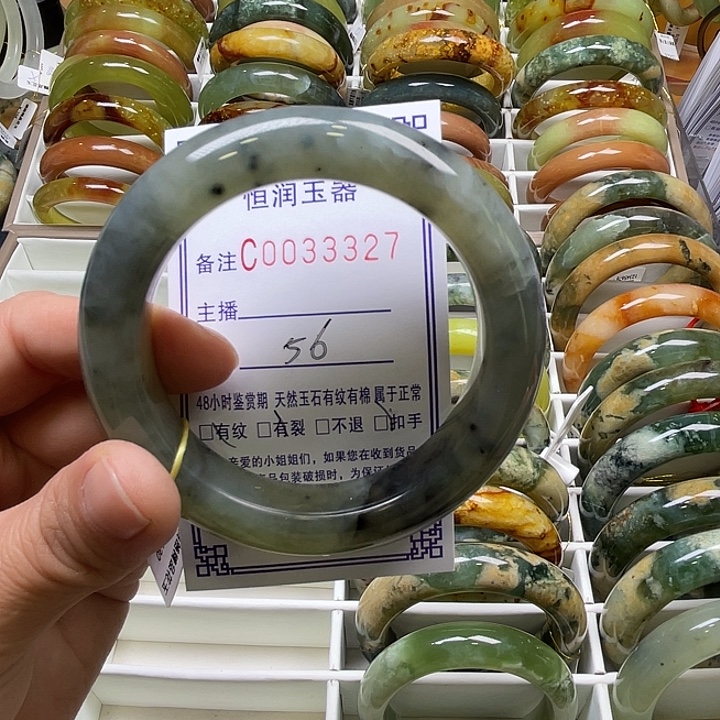 恒润玉器
备注C0033327
主播
56
48小时鉴赏期 天然玉石有纹有棉 属于正常
□有纹 □有裂 □不退 □扣手
亲爱的小姐姐们，如果您在收到货品
品包装破损时，为保证